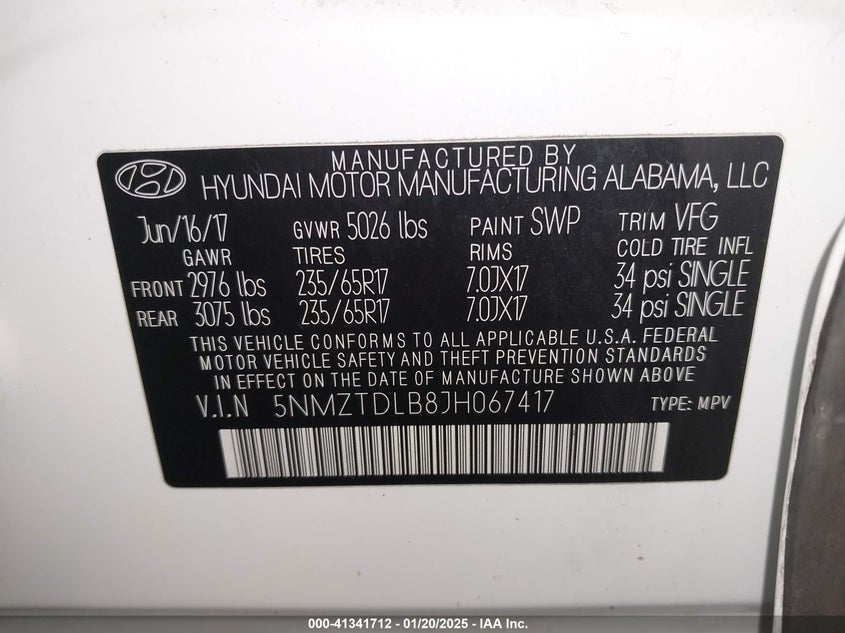 MANUFACTURED BY
HYUNDAI MOTOR MANUFACTURING ALABAMA, LLC
Jun/16/17 GVWR 5026 lbs PAINT SWP TRIM VFG
GAWR TIRES RIMS COLD TIRE INFL
FRONT 2976 lbs 235/65R17 7.0JX17 34 psi SINGLE
REAR 3075 lbs 235/65R17 7.0JX17 34 psi SINGLE
THIS VEHICLE CONFORMS TO ALL APPLICABLE U.S.A. FEDERAL
MOTOR VEHICLE SAFETY AND THEFT PREVENTION STANDARDS
IN EFFECT ON THE DATE OF MANUFACTURE SHOWN ABOVE
V.I.N 5NMZTDLB8JH067417 TYPE: MPV
000-41341712 — 01/20/2025 — IAA Inc.